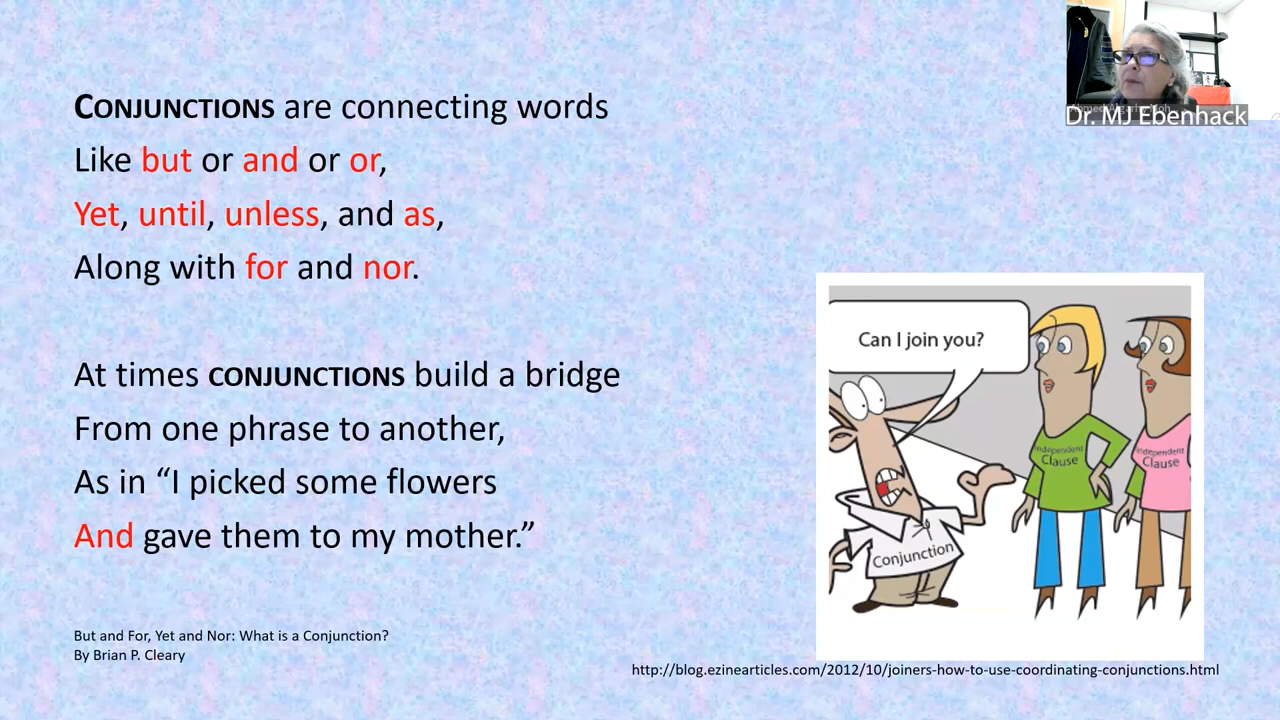 CONJUNCTIONS are connecting words
Like but or and or or,
Yet, until, unless, and as,
Along with for and nor.
At times CONJUNCTIONS build a bridge
From one phrase to another,
As in “I picked some flowers
And gave them to my mother.”
But and For, Yet and Nor: What is a Conjunction?
By Brian P. Cleary
Dr. MJ Ebenhack
Can I join you?
Independent
Clause
Independent
Clause
Conjunction
http://blog.ezinearticles.com/2012/10/joiners-how-to-use-coordinating-conjunctions.html